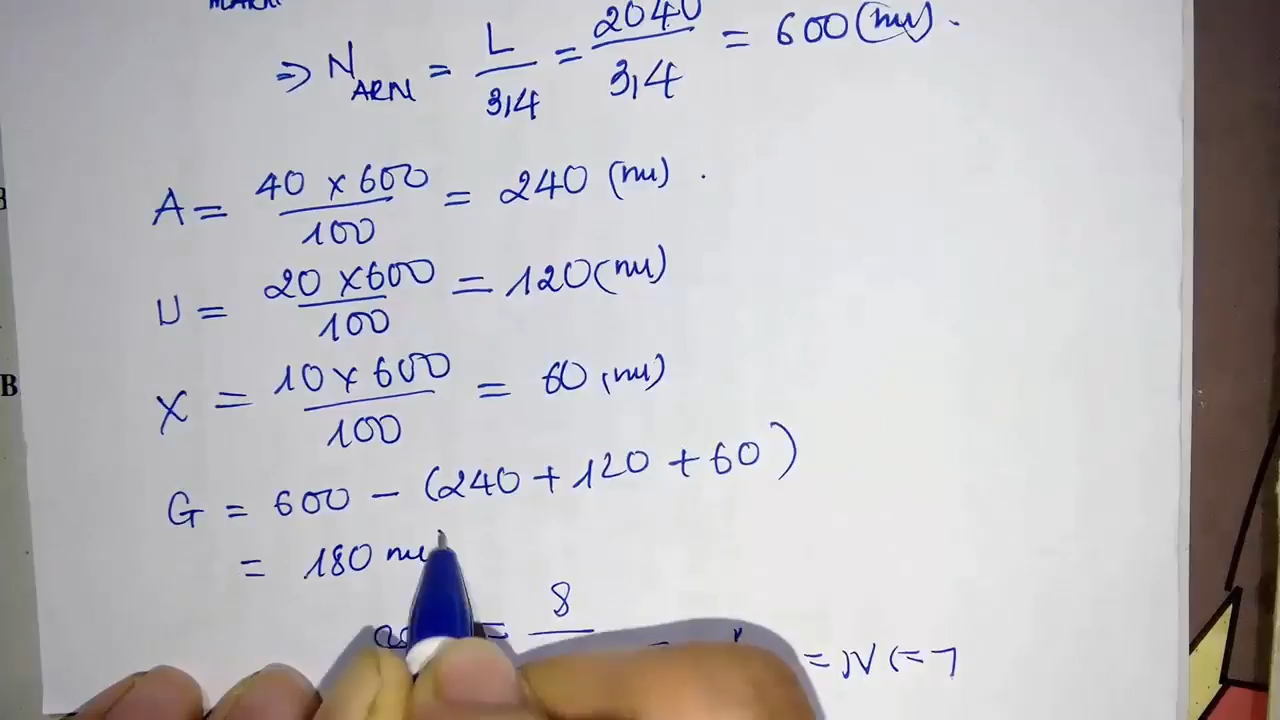 => N ARN = L / 3,4 = 2040 / 3,4 = 600 (nu).
A = 40 x 600 / 100 = 240 (nu).
U = 20 x 600 / 100 = 120 (nu)
X = 10 x 600 / 100 = 60 (nu)
G = 600 - (240 + 120 + 60)
= 180 nu
= 8
B